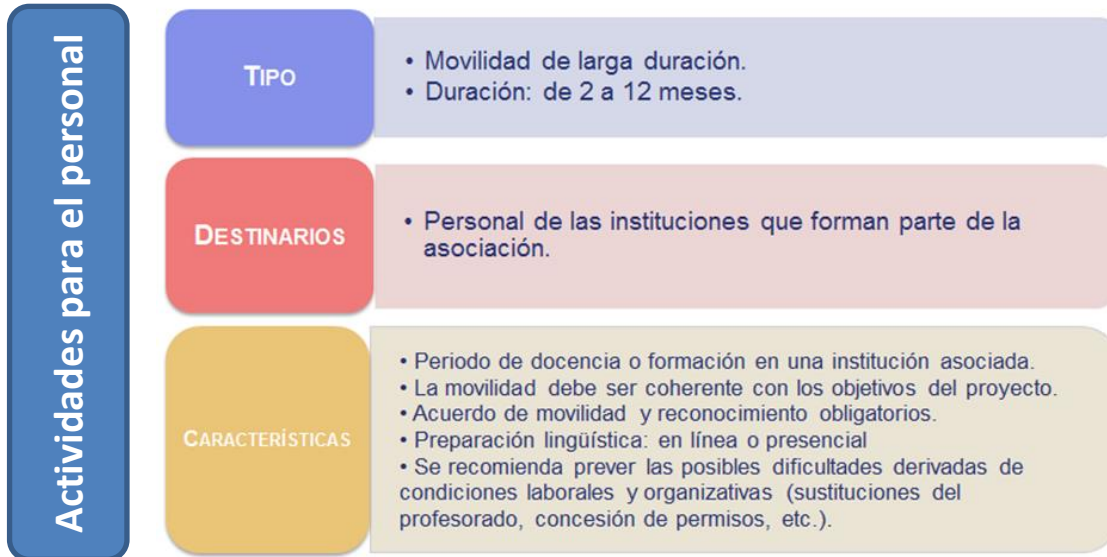 Actividades para el personal
TIPO
• Movilidad de larga duración.
• Duración: de 2 a 12 meses.
DESTINARIOS
• Personal de las instituciones que forman parte de la
asociación.
CARACTERÍSTICAS
• Periodo de docencia o formación en una institución asociada.
• La movilidad debe ser coherente con los objetivos del proyecto.
• Acuerdo de movilidad y reconocimiento obligatorios.
• Preparación lingüística: en línea o presencial
• Se recomienda prever las posibles dificultades derivadas de
condiciones laborales y organizativas (sustituciones del
profesorado, concesión de permisos, etc.).